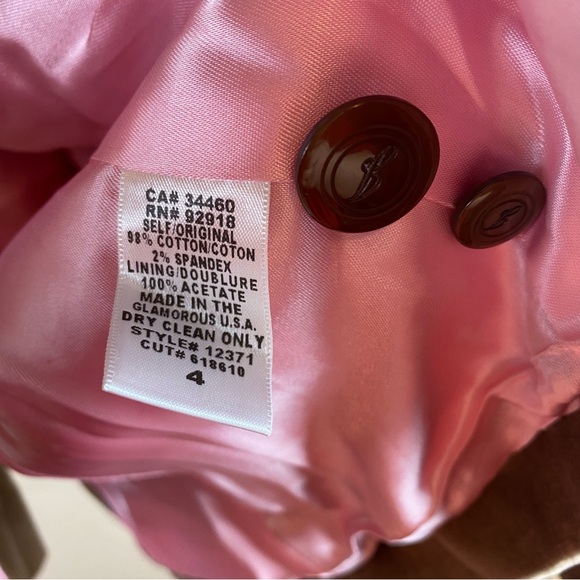 CA# 34460
RN# 92918
SELF/ORIGINAL
98% COTTON/COTON
2% SPANDEX
LINING/DOUBLURE
100% ACETATE
MADE IN THE
GLAMOROUS U.S.A.
DRY CLEAN ONLY
STYLE# 12371
CUT# 618610
4